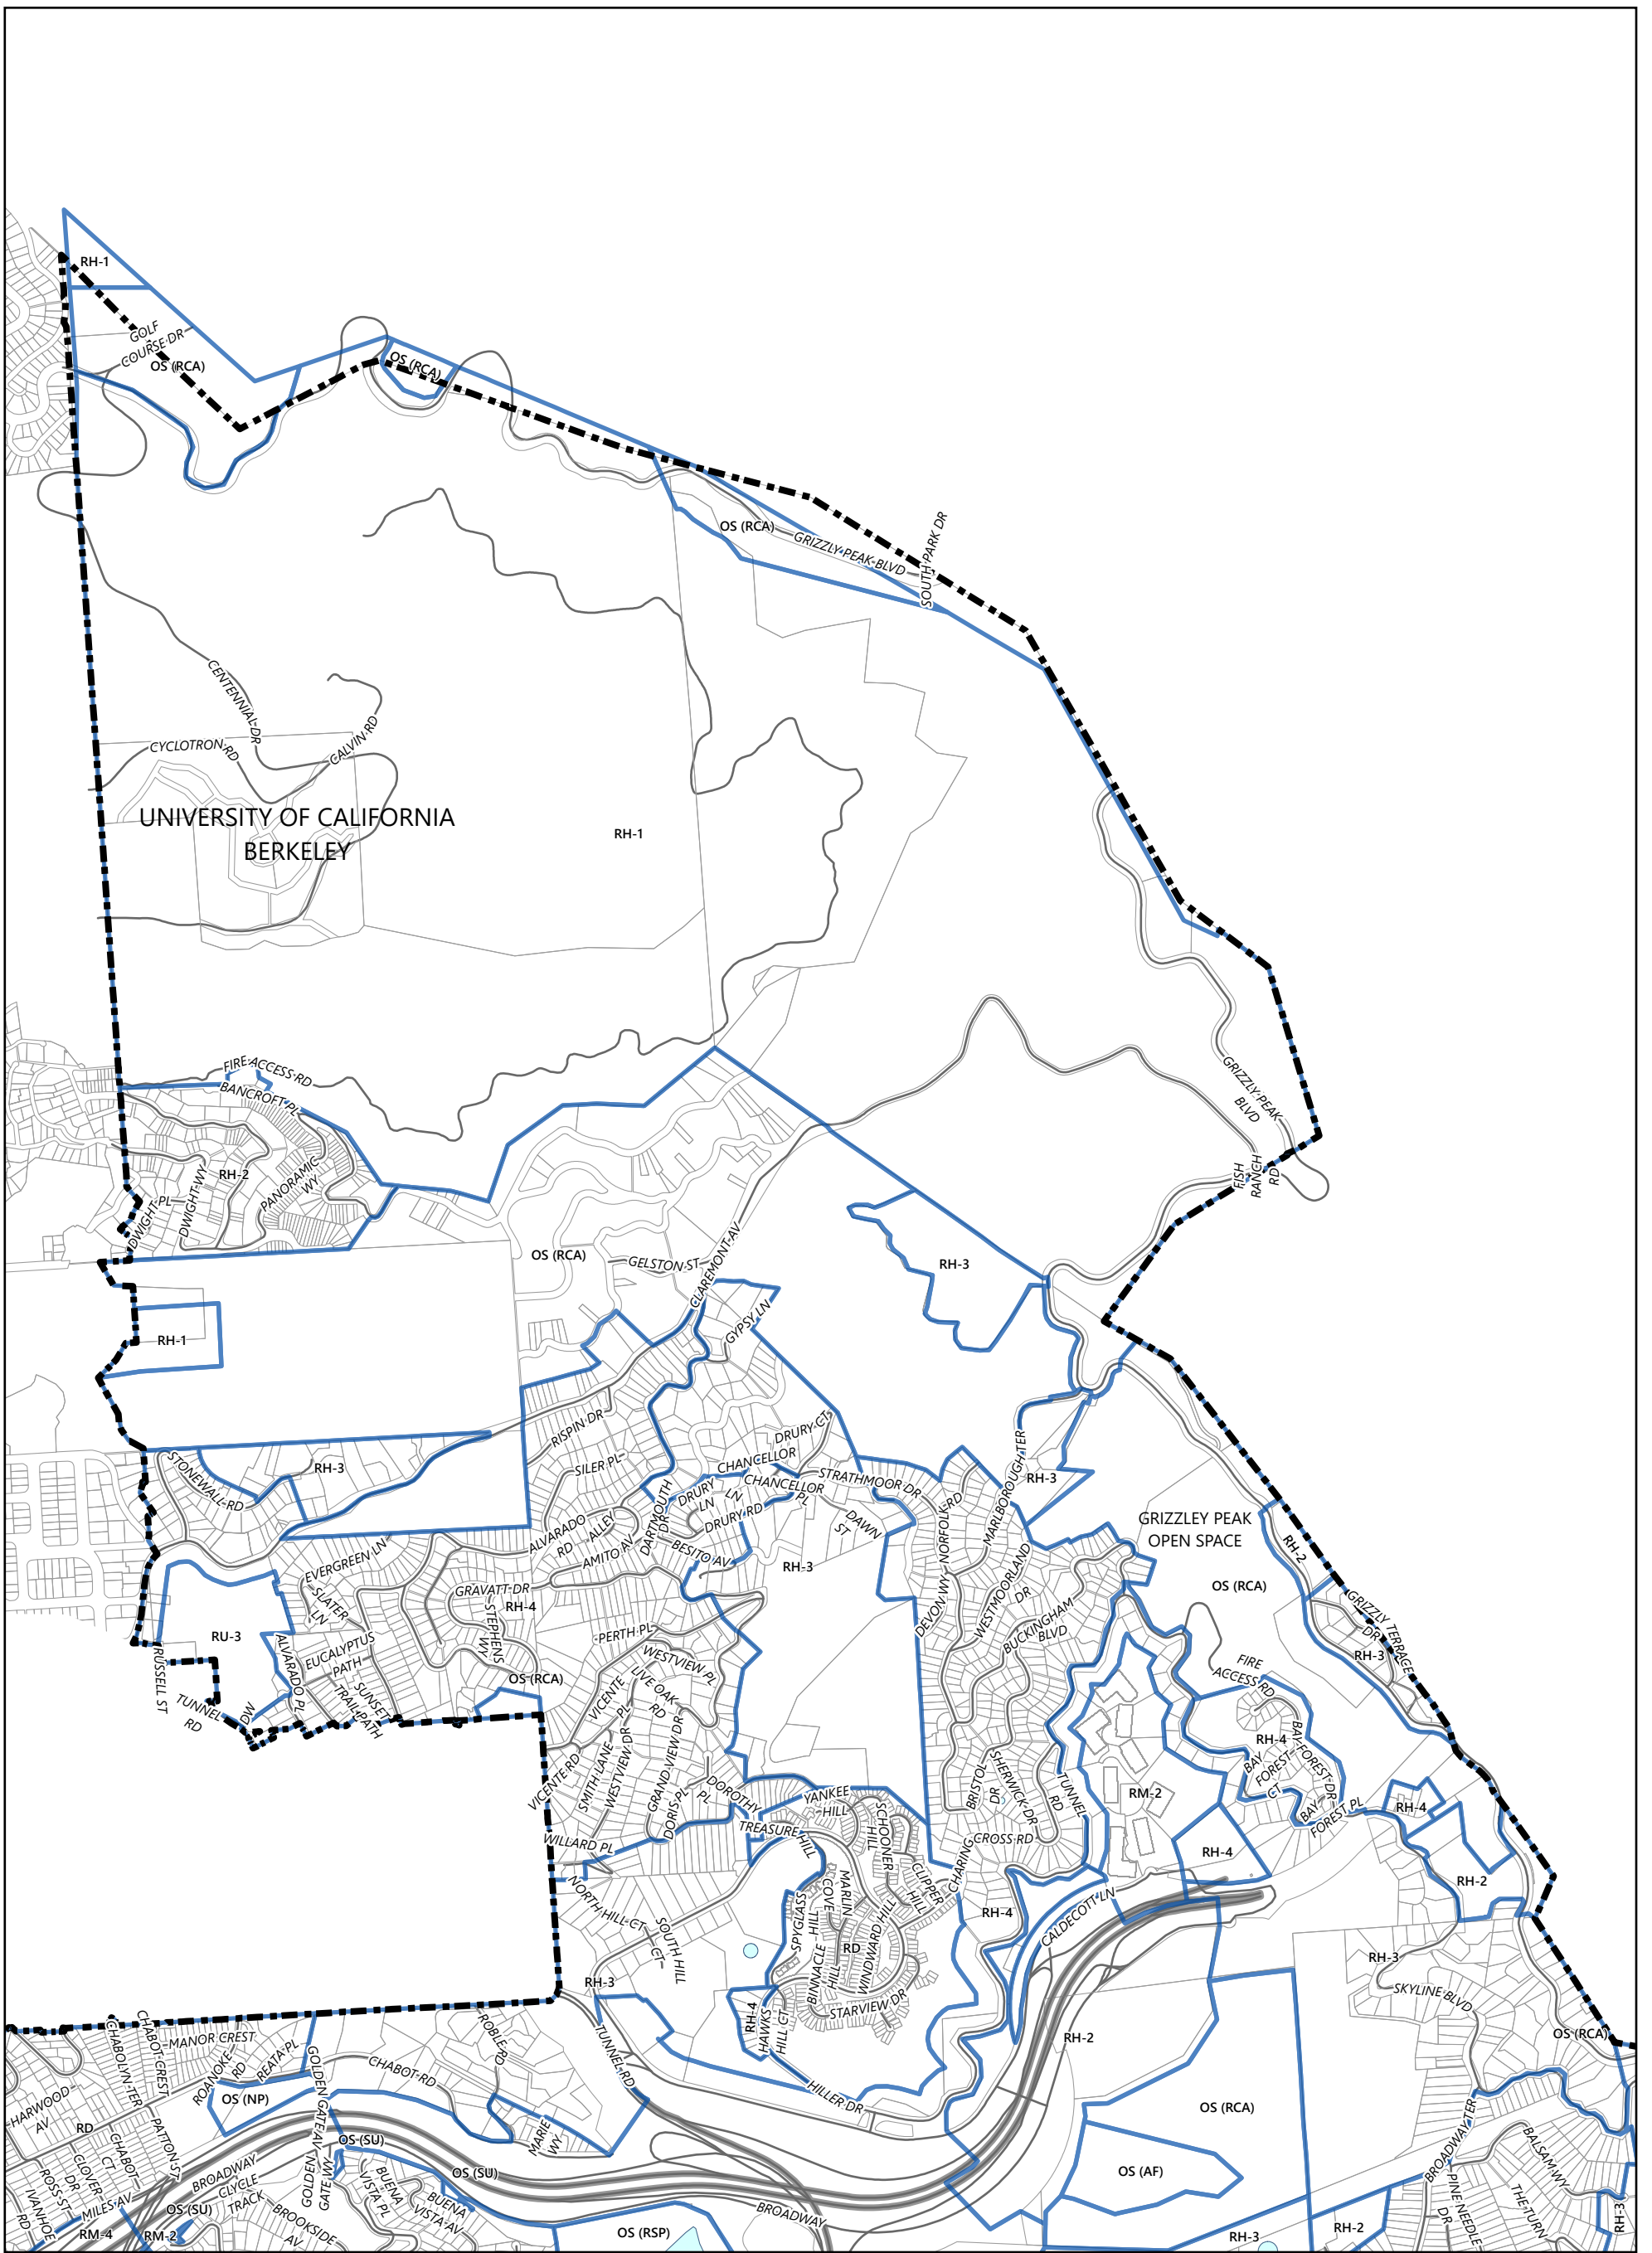 RH-1
GOLF
COURSE DR
OS (RCA)
OS (RCA)
OS (RCA)
GRIZZLY PEAK BLVD
SOUTH PARK DR
CENTENNIAL DR
CYCLOTRON RD
CALVIN RD
UNIVERSITY OF CALIFORNIA
BERKELEY
RH-1
FIRE ACCESS RD
BANCROFT PL
RH-2
PANORAMIC
WY
DWIGHT WY
DWIGHT PL
GRIZZLY PEAK
BLVD
FISH
RANCH
RD
OS (RCA)
GELSTON ST
CLAREMONT AV
GYPSY LN
RH-3
RH-1
RISPIN DR
SILER PL
DRURY CT
CHANCELLOR
CHANCELLOR
PL
STRATHMOOR DR
MARLBOROUGH TER
RH-3
STONEWALL RD
RH-3
DRURY
LN
LN
DRURY RD
DARTMOUTH
DR
DAWN
ST
NORFOLK RD
GRIZZLEY PEAK
OPEN SPACE
RH-2
ALVARADO
RD
ALLEY
AMITO AV
BESITO AV
RH-3
EVERGREEN LN
SLATER
LN
GRAVATT DR
RH-4
STEPHENS
WY
DEVON WY
WESTMOORLAND
DR
BUCKINGHAM
BLVD
OS (RCA)
GRIZZLY TERRACE
DR
RH-3
RU-3
ALVARADO PL
EUCALYPTUS
PATH
SUNSET
TRAIL
PATH
PERTH PL
WESTVIEW PL
OS (RCA)
LIVE OAK
RD
VICENTE
PL
FIRE
ACCESS RD
RUSSELL ST
TUNNEL
RD
DW
VICENTE RD
SMITH LANE
WESTVIEW DR
GRAND VIEW DR
DORIS PL
DOROTHY
PL
RH-4
BAY FOREST DR
BAY
FOREST
CT
BAY
FOREST PL
RH-4
RM-2
BRISTOL
DR
SHERWICK DR
TUNNEL
RD
YANKEE
HILL
TREASURE HILL
SCHOONER
HILL
WILLARD PL
CROSS RD
CHARING
RH-4
CLIPPER
HILL
RH-2
NORTH HILL CT
SOUTH HILL
CT
MARLIN
COVE
SPYGLASS
HILL
BINNACLE
HILL
RD
WINDWARD HILL
RH-4
CALDECOTT LN
RH-3
STARVIEW DR
RH-4
HAWKS
HILL CT
RH-3
SKYLINE BLVD
RH-2
OS (RCA)
TUNNEL RD
HILLER DR
CHABOLYN TER
CHABOT CREST
MANOR CREST
ROANOKE
RD
REATA PL
GOLDEN GATE AV
CHABOT RD
ROBLE RD
OS (NP)
HARWOOD
AV
RD
PATTON ST
CHABOT
CT
CLOVER
DR
ROSS ST
IVANHOE
RD
MILES AV
BROADWAY
CLYCLE
TRACK
OS (SU)
OS (SU)
OS (SU)
MARIE
WY
GOLDEN
GATE WY
BUENA
VISTA PL
BUENA
VISTA AV
BROOKSIDE
AV
RM-4
RM-2
OS (RSP)
BROADWAY
OS (RCA)
OS (AF)
BROADWAY TER
BALSAM WY
PINE NEEDLE
DR
THE TURN
RH-3
RH-2
RH-3